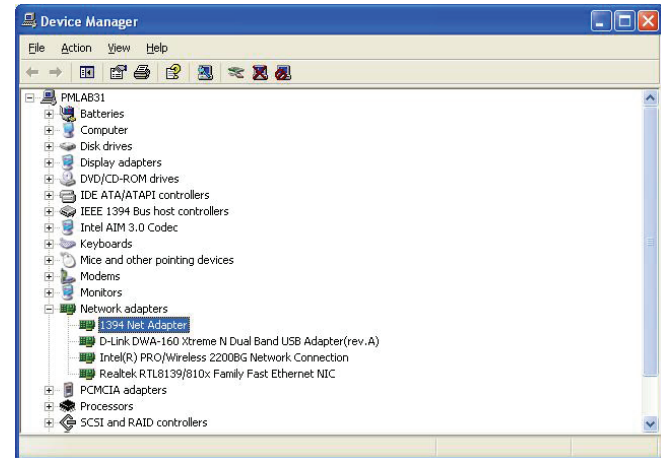 Device Manager
File Action View Help
PMLAB31
Batteries
Computer
Disk drives
Display adapters
DVD/CD-ROM drives
IDE ATA/ATAPI controllers
IEEE 1394 Bus host controllers
Intel AIM 3.0 Codec
Keyboards
Mice and other pointing devices
Modems
Monitors
Network adapters
1394 Net Adapter
D-Link DWA-160 Xtreme N Dual Band USB Adapter(rev.A)
Intel(R) PRO/Wireless 2200BG Network Connection
Realtek RTL8139/810x Family Fast Ethernet NIC
PCMCIA adapters
Processors
SCSI and RAID controllers